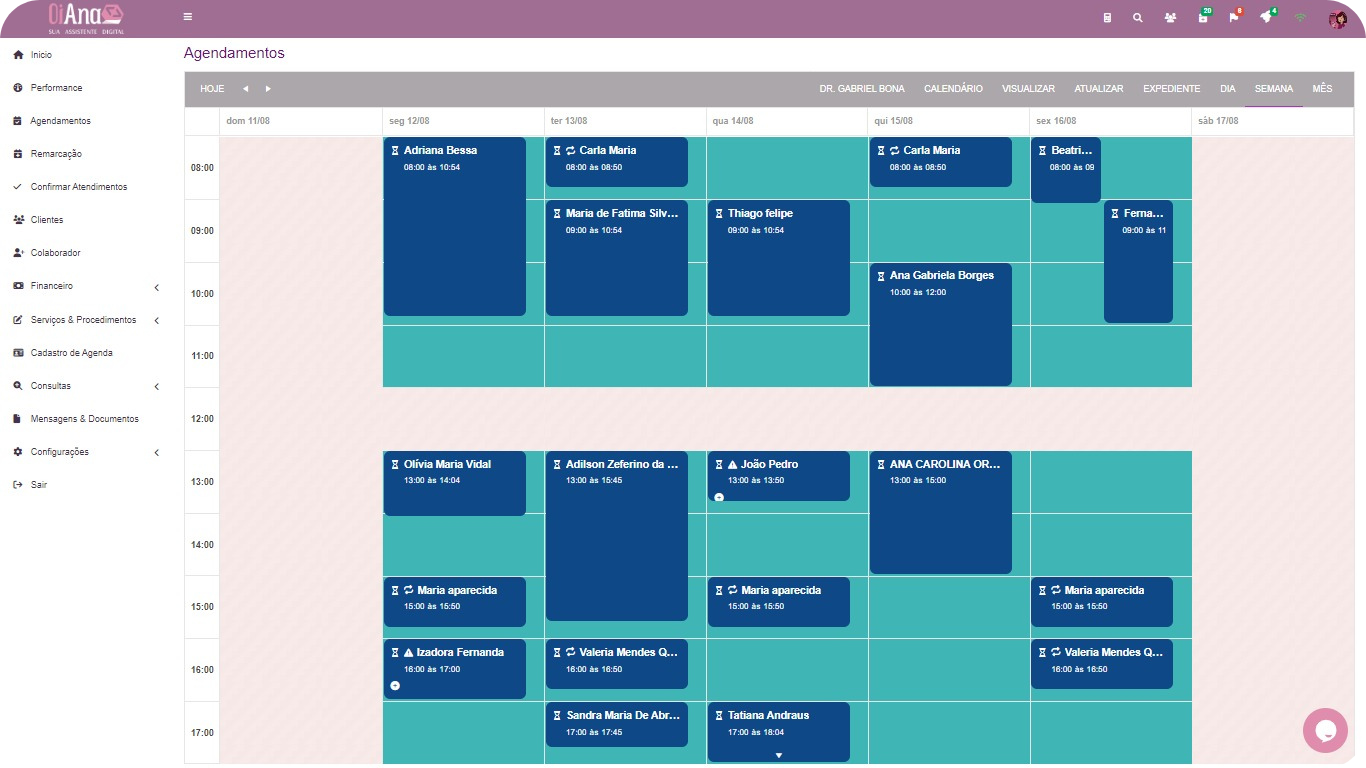 OiAna
SUA ASSISTENTE DIGITAL
20
8
4
Inicio
Performance
Agendamentos
Remarcação
Confirmar Atendimentos
Clientes
Colaborador
Financeiro
Serviços & Procedimentos
Cadastro de Agenda
Consultas
Mensagens & Documentos
Configurações
Sair
Agendamentos
HOJE
DR. GABRIEL BONA CALENDÁRIO VISUALIZAR ATUALIZAR EXPEDIENTE DIA SEMANA MÊS
dom 11/08 seg 12/08 ter 13/08 qua 14/08 qui 15/08 sex 16/08 sáb 17/08
08:00
Adriana Bessa
08:00 às 10:54
Carla Maria
08:00 às 08:50
Carla Maria
08:00 às 08:50
Beatri...
08:00 às 09
09:00
Maria de Fatima Silv...
09:00 às 10:54
Thiago felipe
09:00 às 10:54
Ferna...
09:00 às 11
10:00
Ana Gabriela Borges
10:00 às 12:00
11:00
12:00
13:00
Olívia Maria Vidal
13:00 às 14:04
Adilson Zeferino da ...
13:00 às 15:45
João Pedro
13:00 às 13:50
ANA CAROLINA OR...
13:00 às 15:00
14:00
15:00
Maria aparecida
15:00 às 15:50
Maria aparecida
15:00 às 15:50
Maria aparecida
15:00 às 15:50
16:00
Izadora Fernanda
16:00 às 17:00
Valeria Mendes Q...
16:00 às 16:50
Valeria Mendes Q...
16:00 às 16:50
17:00
Sandra Maria De Abr...
17:00 às 17:45
Tatiana Andraus
17:00 às 18:04